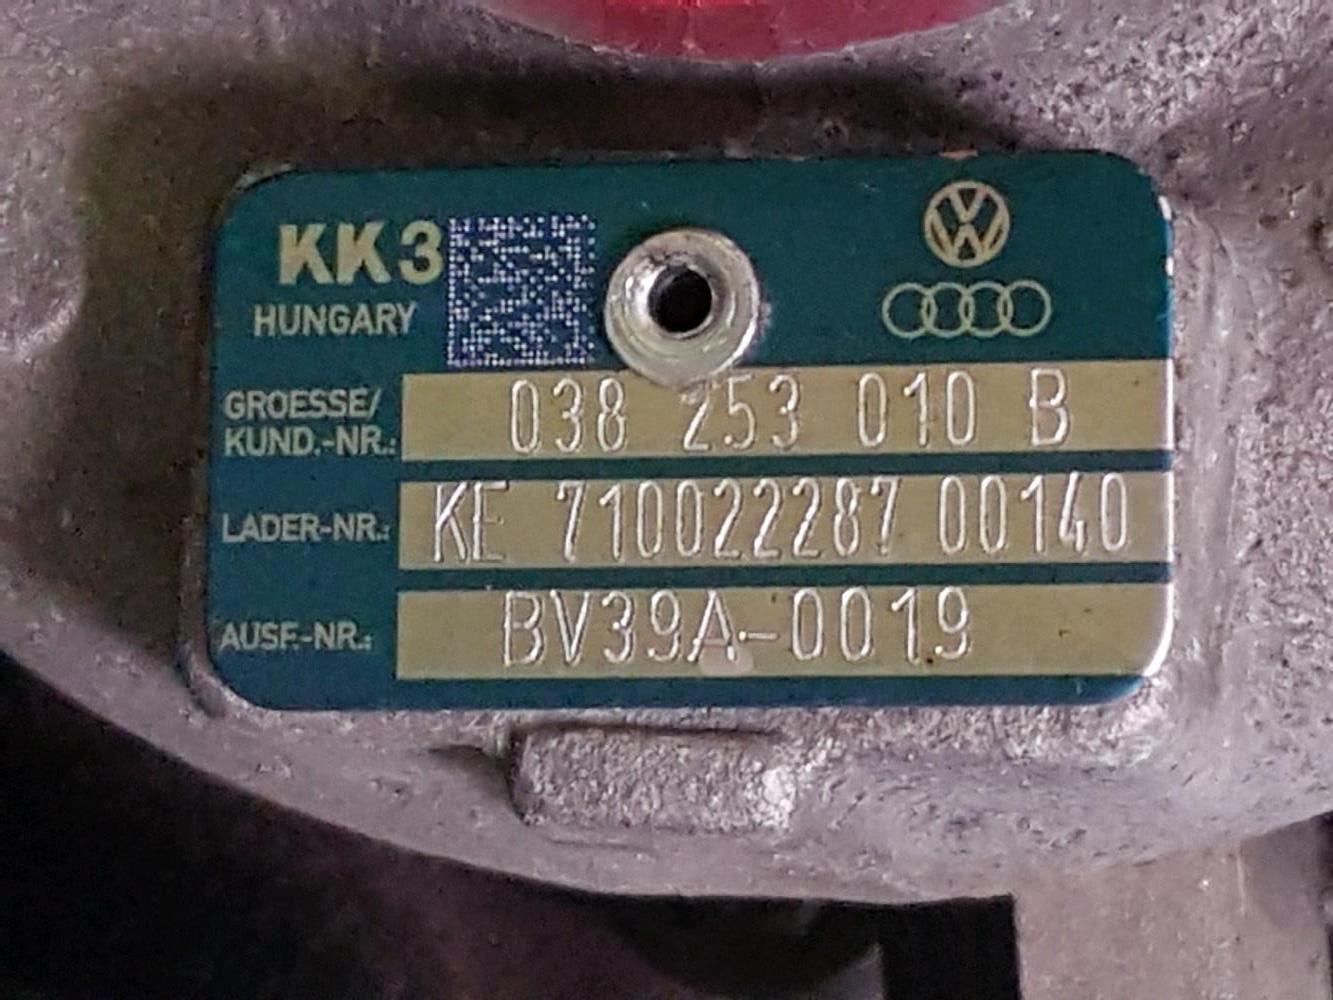 KK3
HUNGARY
GROESSE/
KUND.-NR.: 038 253 010 B
LADER-NR.: KE 710022287 00140
AUSF.-NR.: BV39A-0019